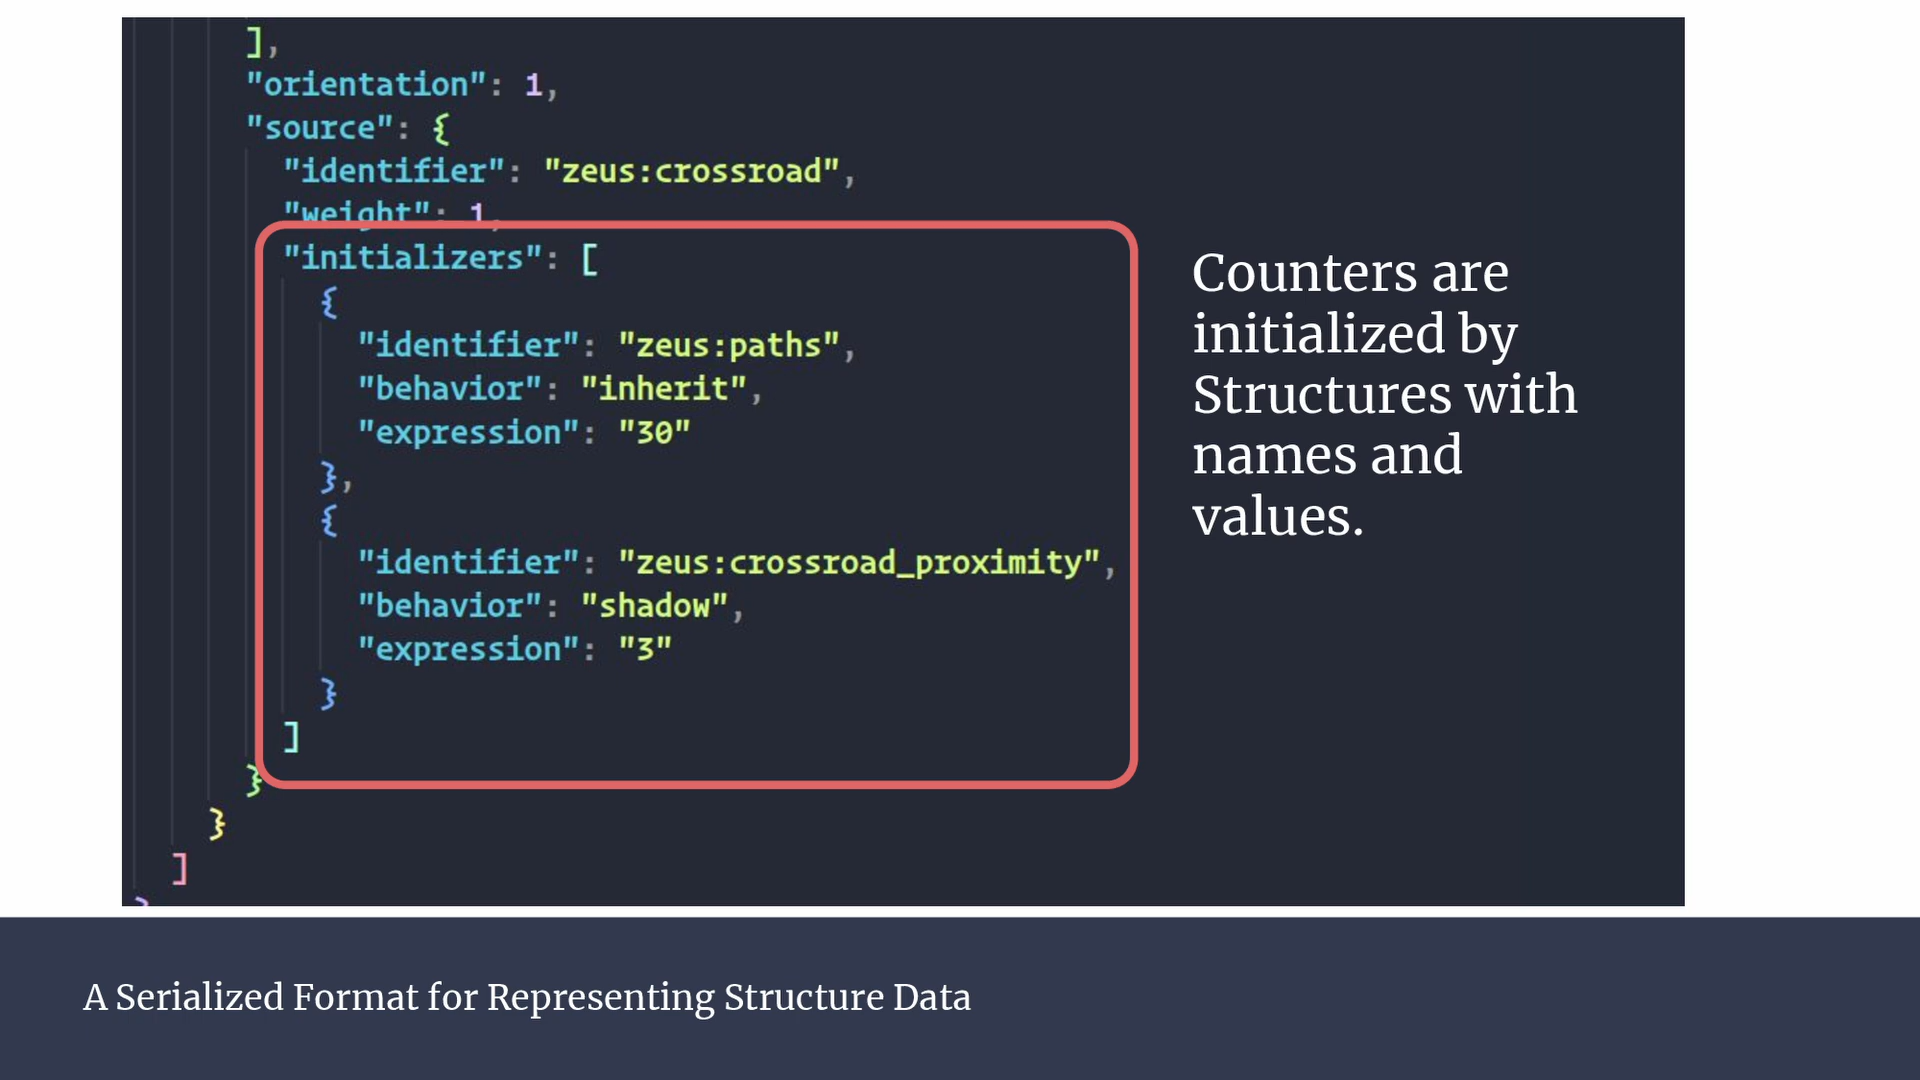 ],
"orientation": 1,
"source": {
"identifier": "zeus:crossroad",
"weight": 1,
"initializers": [
{
"identifier": "zeus:paths",
"behavior": "inherit",
"expression": "30"
},
{
"identifier": "zeus:crossroad_proximity",
"behavior": "shadow",
"expression": "3"
}
]
}
}
]
Counters are
initialized by
Structures with
names and
values.
A Serialized Format for Representing Structure Data